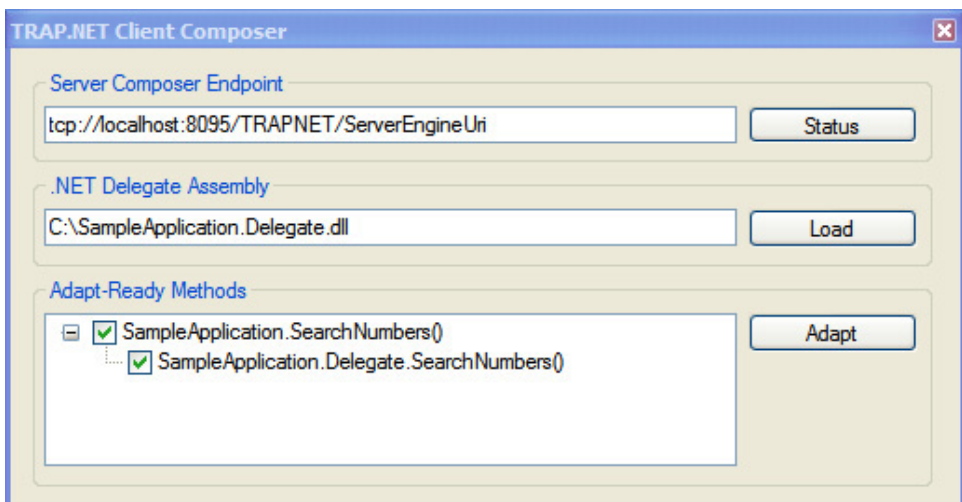 TRAP.NET Client Composer
Server Composer Endpoint
tcp://localhost:8095/TRAPNET/ServerEngineUri
Status
.NET Delegate Assembly
C:\SampleApplication.Delegate.dll
Load
Adapt-Ready Methods
SampleApplication.SearchNumbers()
Adapt
SampleApplication.Delegate.SearchNumbers()